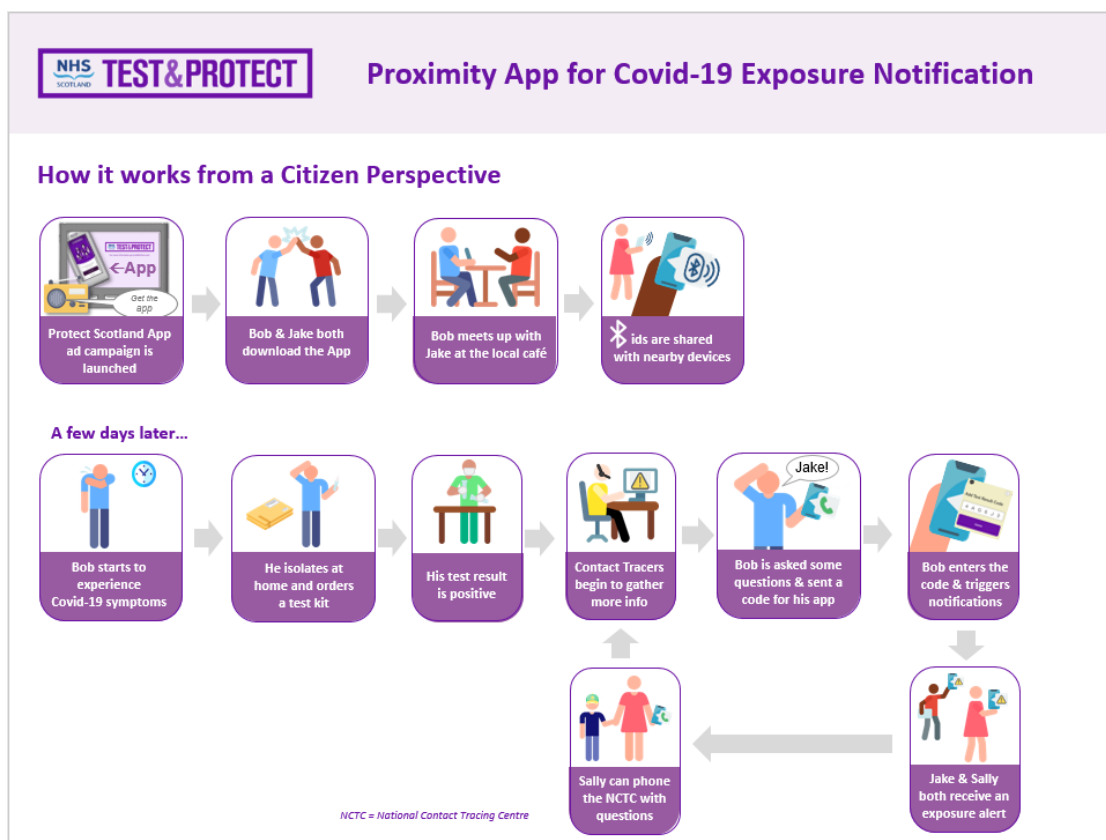 NHS
SCOTLAND
TEST&PROTECT
Proximity App for Covid-19 Exposure Notification
How it works from a Citizen Perspective
TEST&PROTECT
←App
Get the
app
Protect Scotland App
ad campaign is
launched
Bob & Jake both
download the App
Bob meets up with
Jake at the local café
ids are shared
with nearby devices
A few days later...
Bob starts to
experience
Covid-19 symptoms
He isolates at
home and orders
a test kit
His test result
is positive
Contact Tracers
begin to gather
more info
Jake!
Bob is asked some
questions & sent a
code for his app
Add Test Result Code
Bob enters the
code & triggers
notifications
Sally can phone
the NCTC with
questions
Jake & Sally
both receive an
exposure alert
NCTC = National Contact Tracing Centre